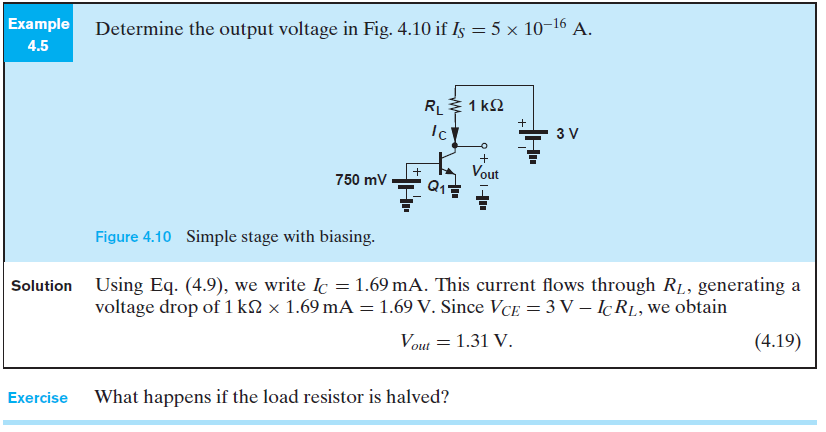 Example
4.5
Determine the output voltage in Fig. 4.10 if I_S = 5 × 10⁻¹⁶ A.
R_L 1 kΩ
I_C
+
3 V
−
+
V_out
−
750 mV
+
−
Q₁
Figure 4.10 Simple stage with biasing.
Solution Using Eq. (4.9), we write I_C = 1.69 mA. This current flows through R_L, generating a
voltage drop of 1 kΩ × 1.69 mA = 1.69 V. Since V_CE = 3 V − I_C R_L, we obtain
V_out = 1.31 V. (4.19)
Exercise What happens if the load resistor is halved?